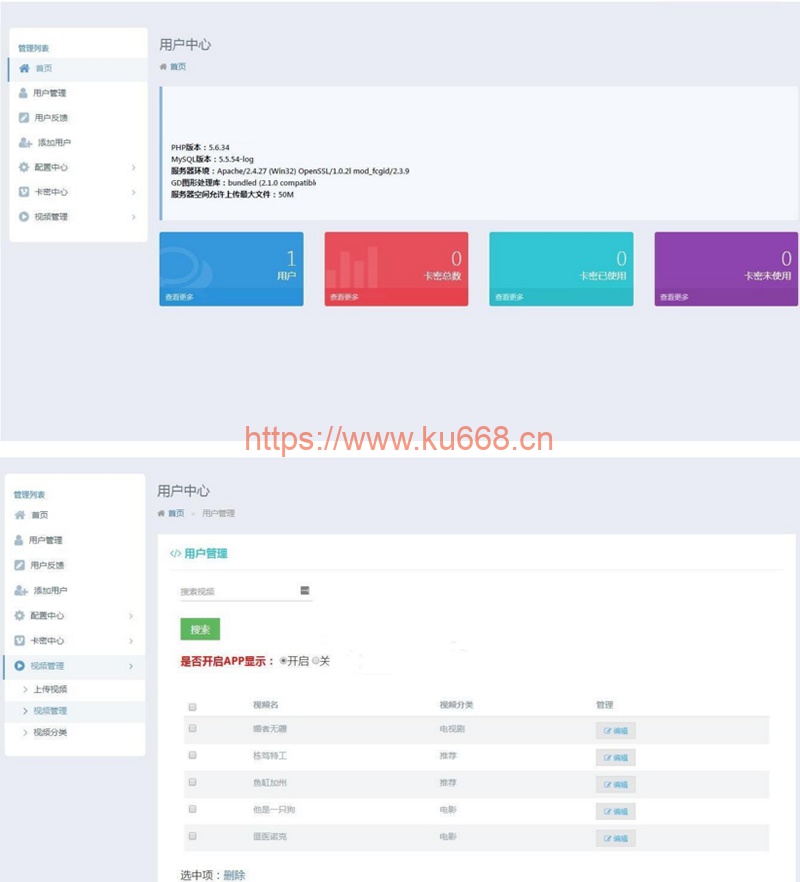 管理列表
首页
用户管理
用户反馈
添加用户
配置中心
卡密中心
视频管理
用户中心
首页
PHP版本：5.6.34
MySQL版本：5.5.54-log
服务器环境：Apache/2.4.27 (Win32) OpenSSL/1.0.2l mod_fcgid/2.3.9
GD图形处理库：bundled (2.1.0 compatibl
服务器空间允许上传最大文件：50M
1
用户
查看更多
0
卡密总数
查看更多
0
卡密已使用
查看更多
0
卡密未使用
查看更多
https://www.ku668.cn
管理列表
首页
用户管理
用户反馈
添加用户
配置中心
卡密中心
视频管理
上传视频
视频管理
视频分类
用户中心
首页 - 用户管理
</> 用户管理
搜索视频
搜索
是否开启APP显示： 开启 关
视频名 视频分类 管理
电视剧 编辑
特工 推荐 编辑
鱼缸加州 推荐 编辑
他是一只狗 电影 编辑
医诺克 电影 编辑
选中项：删除